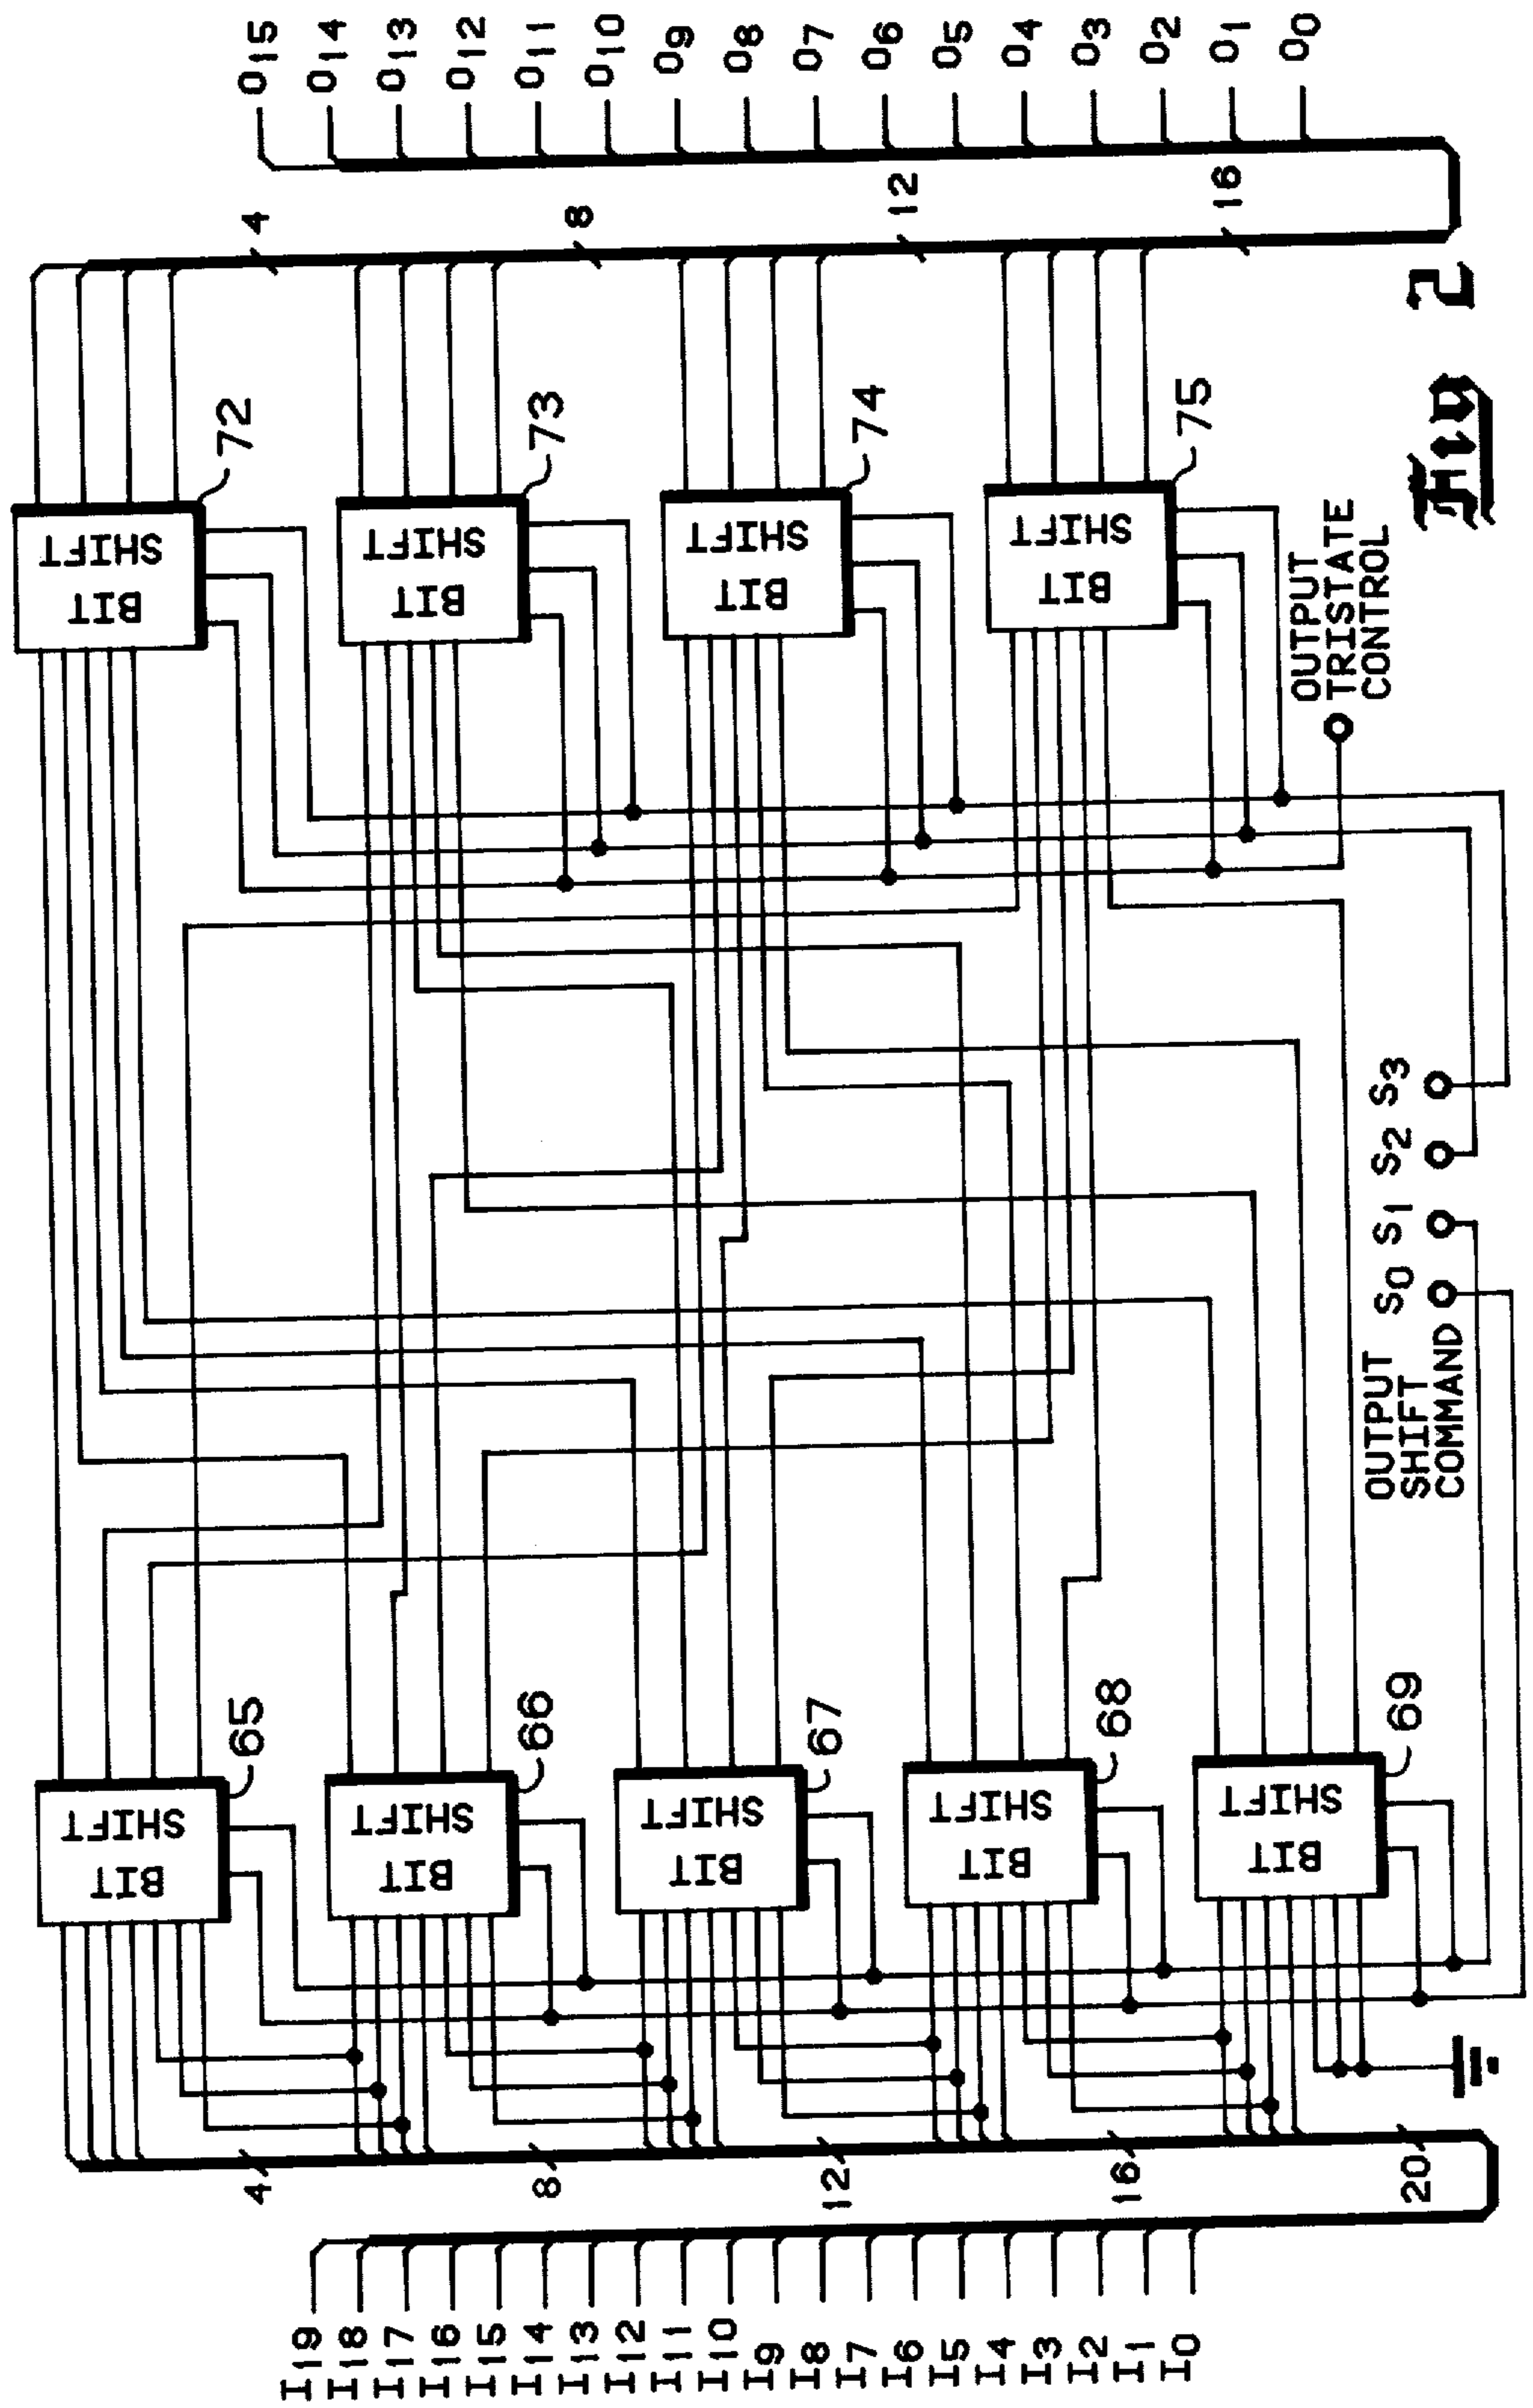 I19
I18
I17
I16
I15
I14
I13
I12
I11
I10
I9
I8
I7
I6
I5
I4
I3
I2
I1
I0
4
8
12
16
20
BIT SHIFT
65
BIT SHIFT
66
BIT SHIFT
67
BIT SHIFT
68
BIT SHIFT
69
OUTPUT
SHIFT
COMMAND
S0
S1
S2
S3
BIT SHIFT
72
BIT SHIFT
73
BIT SHIFT
74
BIT SHIFT
75
OUTPUT
TRISTATE
CONTROL
4
8
12
16
O15
O14
O13
O12
O11
O10
O9
O8
O7
O6
O5
O4
O3
O2
O1
O0
Fig 2